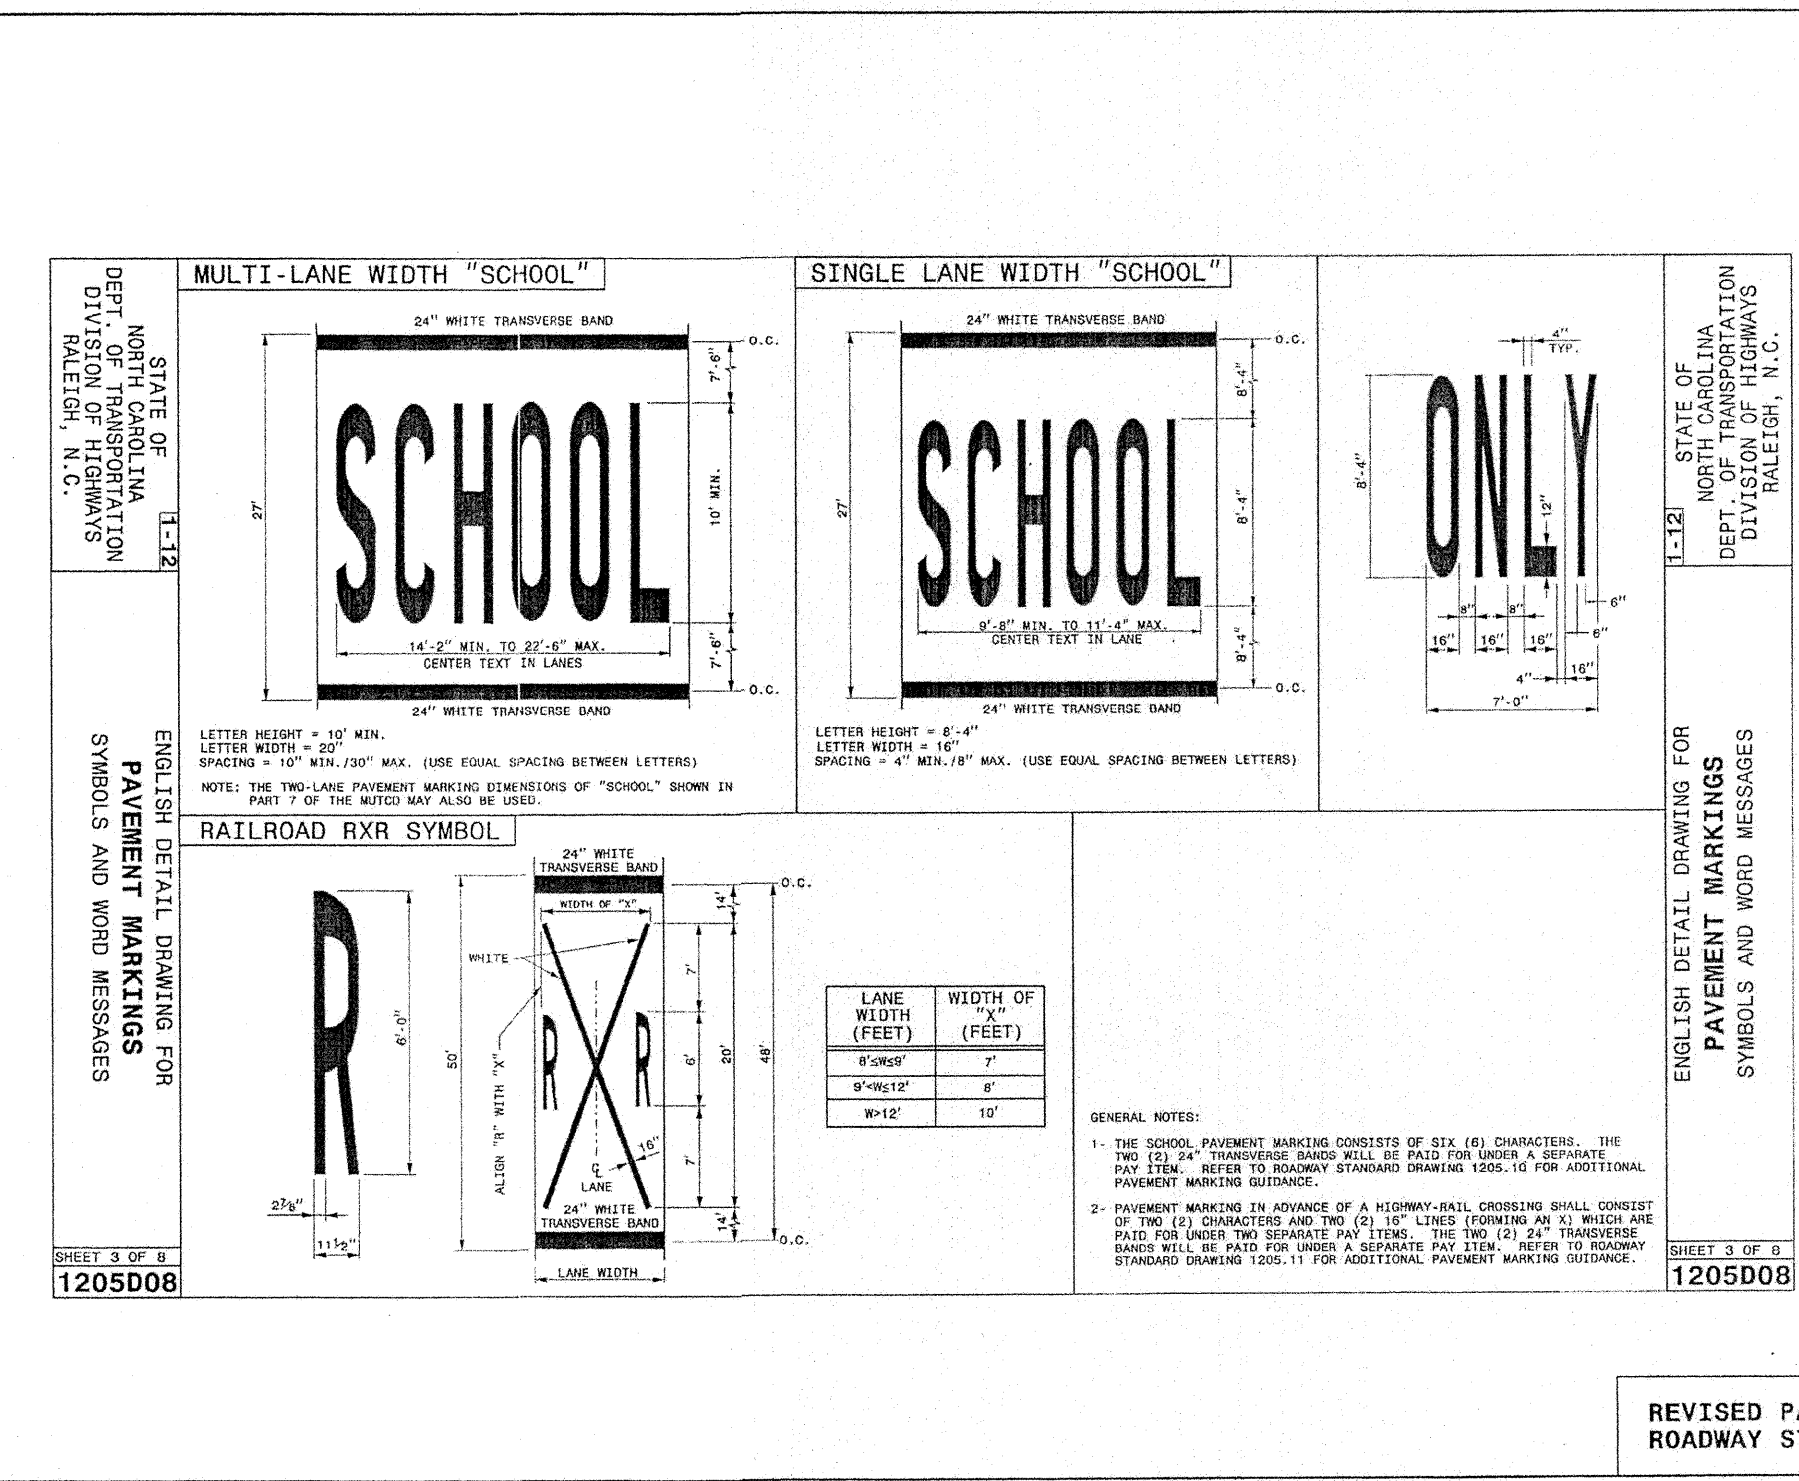 STATE OF
NORTH CAROLINA
DEPT. OF TRANSPORTATION
DIVISION OF HIGHWAYS
RALEIGH, N.C.
1-12
ENGLISH DETAIL DRAWING FOR
PAVEMENT MARKINGS
SYMBOLS AND WORD MESSAGES
SHEET 3 OF 8
1205D08
MULTI-LANE WIDTH "SCHOOL"
24" WHITE TRANSVERSE BAND
O.C.
7'-6"
27'
SCHOOL
10' MIN.
14'-2" MIN. TO 22'-6" MAX.
CENTER TEXT IN LANES
7'-6"
O.C.
24" WHITE TRANSVERSE BAND
LETTER HEIGHT = 10' MIN.
LETTER WIDTH = 20"
SPACING = 10" MIN./30" MAX. (USE EQUAL SPACING BETWEEN LETTERS)
NOTE: THE TWO-LANE PAVEMENT MARKING DIMENSIONS OF "SCHOOL" SHOWN IN
PART 7 OF THE MUTCD MAY ALSO BE USED.
SINGLE LANE WIDTH "SCHOOL"
24" WHITE TRANSVERSE BAND
O.C.
8'-4"
27'
SCHOOL
8'-4"
9'-8" MIN. TO 11'-4" MAX.
CENTER TEXT IN LANE
8'-4"
O.C.
24" WHITE TRANSVERSE BAND
LETTER HEIGHT = 8'-4"
LETTER WIDTH = 16"
SPACING = 4" MIN./8" MAX. (USE EQUAL SPACING BETWEEN LETTERS)
4"
TYP.
8'-4"
ONLY
12"
8" 8" 6"
16" 16" 16" 6"
4" 16"
7'-0"
RAILROAD RXR SYMBOL
R
6'-0"
2⅞"
11½"
24" WHITE
TRANSVERSE BAND
O.C.
WIDTH OF "X"
14'
WHITE
7'
ALIGN "R" WITH "X"
50'
R X R
6'
20'
48'
16"
7'
℄
LANE
24" WHITE
TRANSVERSE BAND
14'
O.C.
LANE WIDTH
LANE WIDTH (FEET) WIDTH OF "X" (FEET)
8'≤W≤9' 7'
9'<W≤12' 8'
W>12' 10'
GENERAL NOTES:
1- THE SCHOOL PAVEMENT MARKING CONSISTS OF SIX (6) CHARACTERS. THE
TWO (2) 24" TRANSVERSE BANDS WILL BE PAID FOR UNDER A SEPARATE
PAY ITEM. REFER TO ROADWAY STANDARD DRAWING 1205.10 FOR ADDITIONAL
PAVEMENT MARKING GUIDANCE.
2- PAVEMENT MARKING IN ADVANCE OF A HIGHWAY-RAIL CROSSING SHALL CONSIST
OF TWO (2) CHARACTERS AND TWO (2) 16" LINES (FORMING AN X) WHICH ARE
PAID FOR UNDER TWO SEPARATE PAY ITEMS. THE TWO (2) 24" TRANSVERSE
BANDS WILL BE PAID FOR UNDER A SEPARATE PAY ITEM. REFER TO ROADWAY
STANDARD DRAWING 1205.11 FOR ADDITIONAL PAVEMENT MARKING GUIDANCE.
STATE OF
NORTH CAROLINA
DEPT. OF TRANSPORTATION
DIVISION OF HIGHWAYS
RALEIGH, N.C.
1-12
ENGLISH DETAIL DRAWING FOR
PAVEMENT MARKINGS
SYMBOLS AND WORD MESSAGES
SHEET 3 OF 8
1205D08
REVISED
ROADWAY